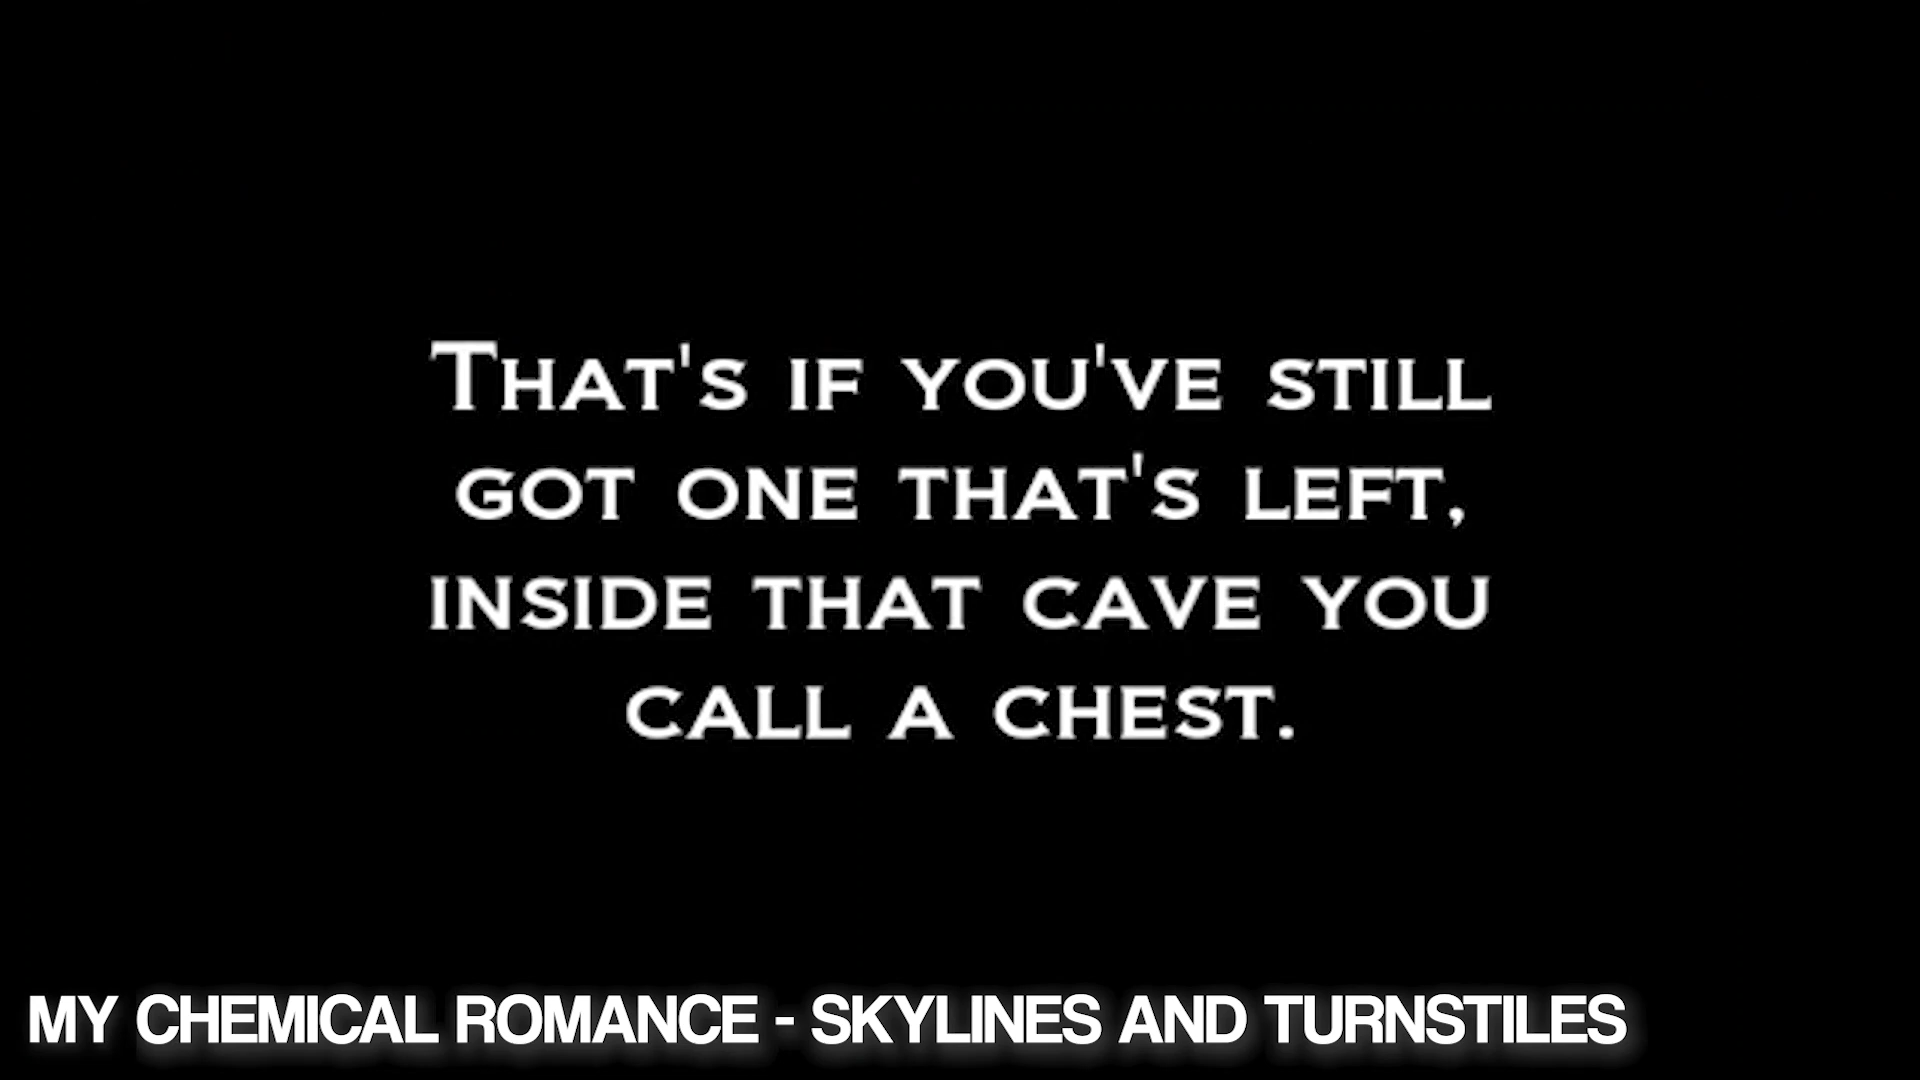 That's if you've still
got one that's left,
inside that cave you
call a chest.
MY CHEMICAL ROMANCE - SKYLINES AND TURNSTILES